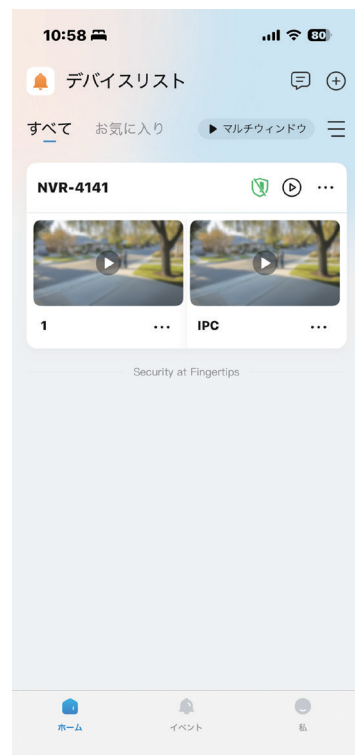 10:58
80
デバイスリスト
すべて お気に入り マルチウィンドウ
NVR-4141
1 IPC
Security at Fingertips
ホーム イベント 私